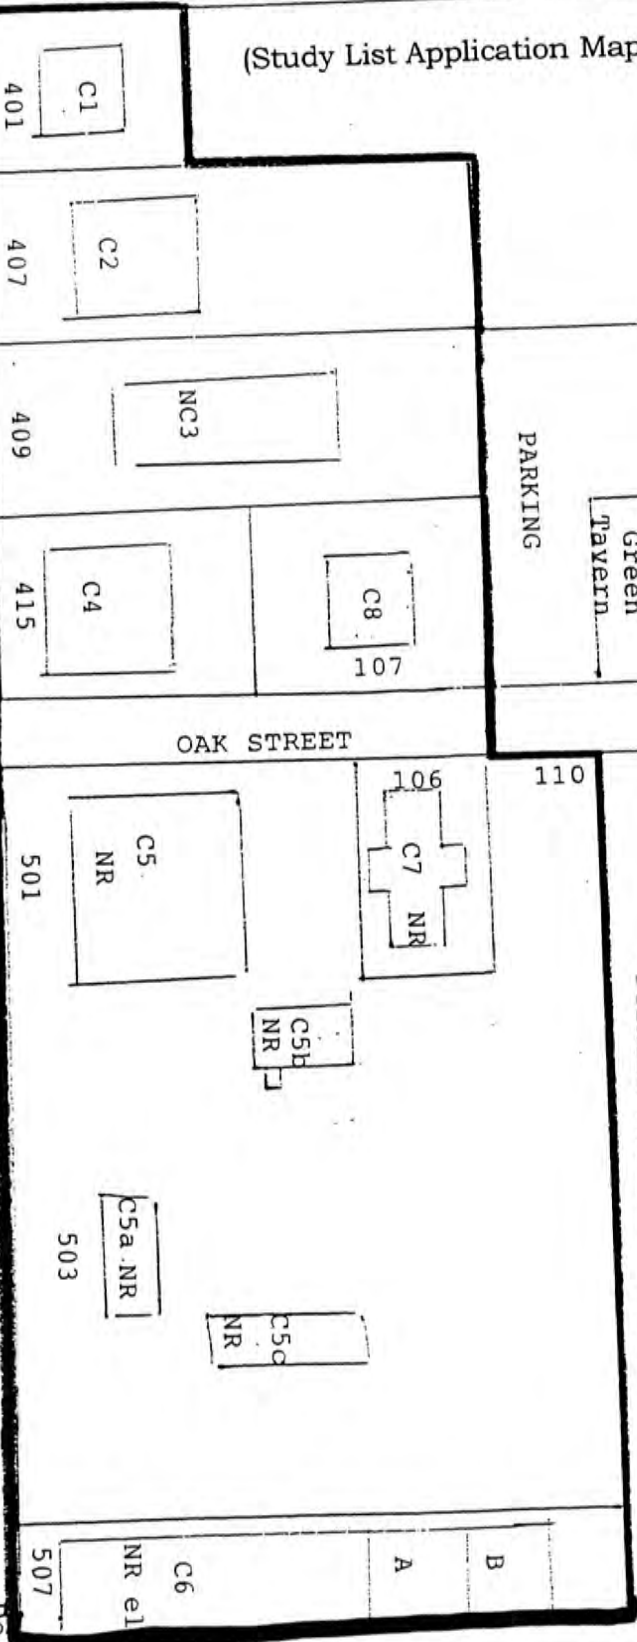 (Study List Application Map
C1
401
C2
407
NC3
409
PARKING
Green
Tavern
C4
415
C8
107
OAK STREET
106
110
C5
NR
501
C7 NR
C5b
NR
C5a NR
503
C5c
NR
C6
NR el
507
A
B